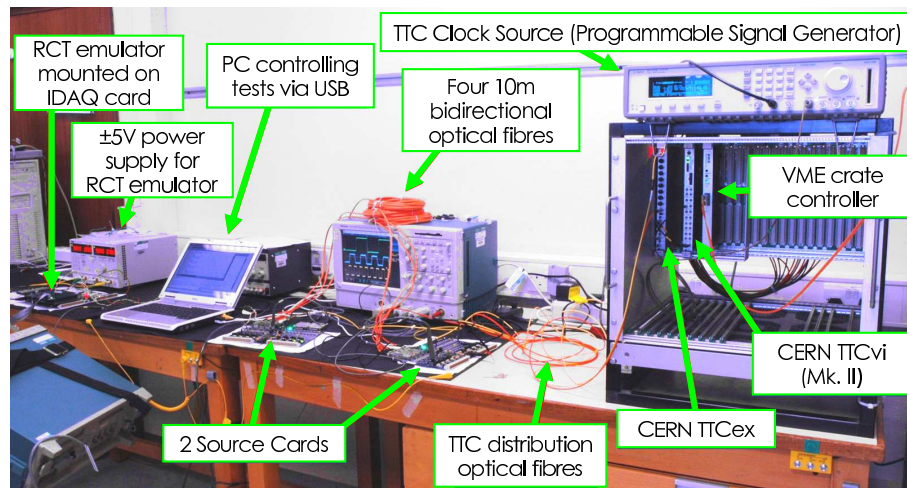 RCT emulator
mounted on
IDAQ card
PC controlling
tests via USB
Four 10m
bidirectional
optical fibres
TTC Clock Source (Programmable Signal Generator)
±5V power
supply for
RCT emulator
VME crate
controller
CERN TTCvi
(Mk. II)
2 Source Cards
TTC distribution
optical fibres
CERN TTCex